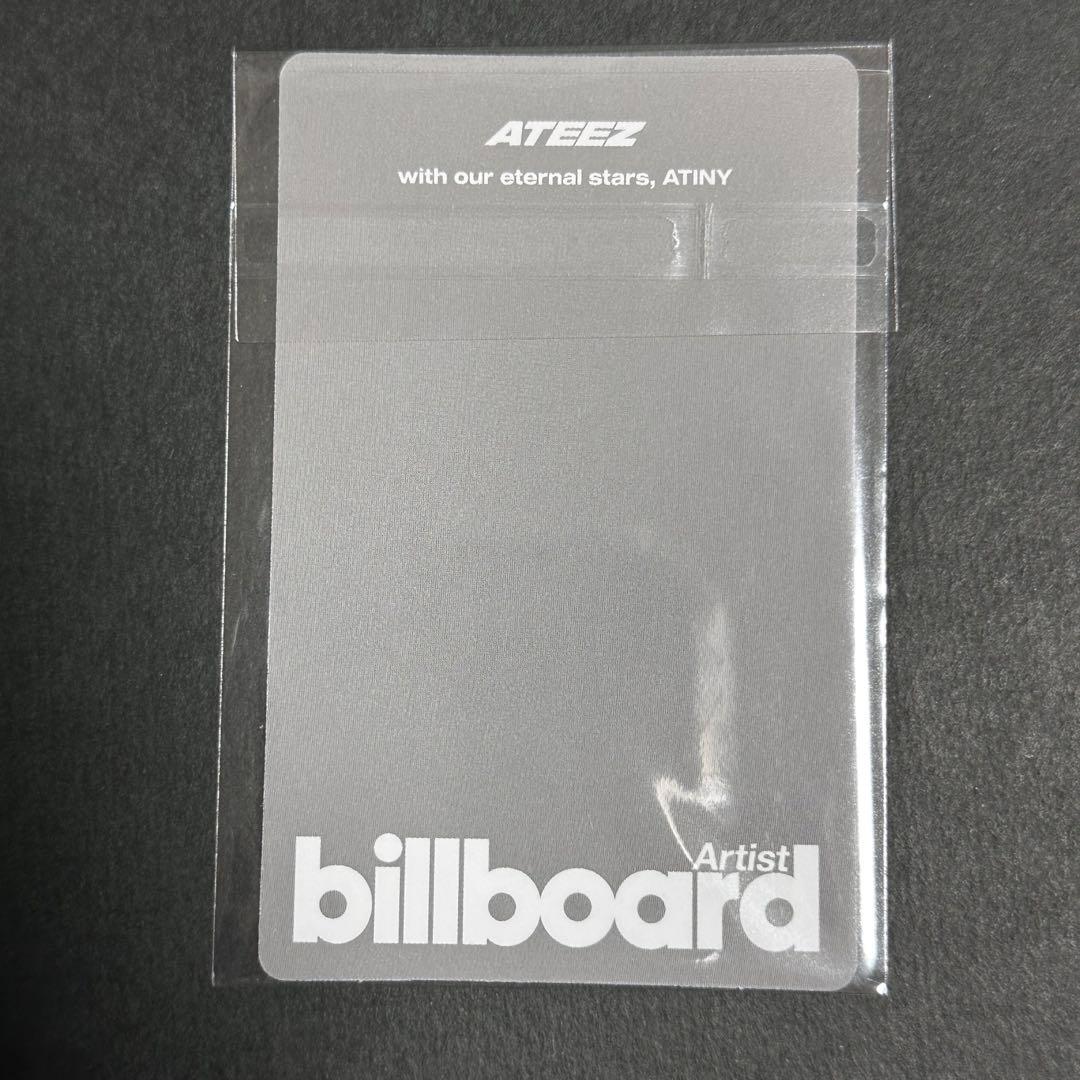 ATEEZ
with our eternal stars, ATINY
Artist
billboard